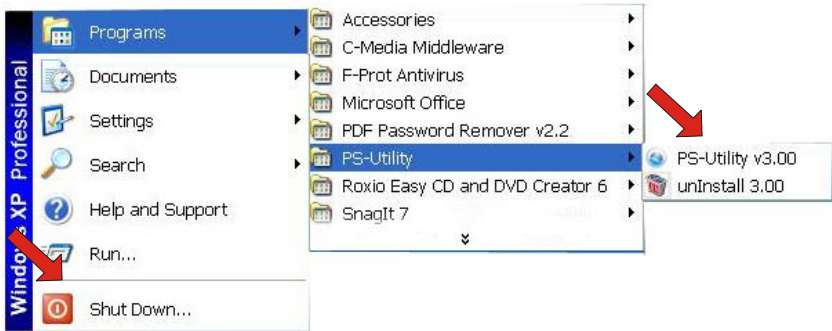 Windows XP Professional
Programs
Documents
Settings
Search
Help and Support
Run...
Shut Down...
Accessories
C-Media Middleware
F-Prot Antivirus
Microsoft Office
PDF Password Remover v2.2
PS-Utility
Roxio Easy CD and DVD Creator 6
SnagIt 7
PS-Utility v3.00
unInstall 3.00